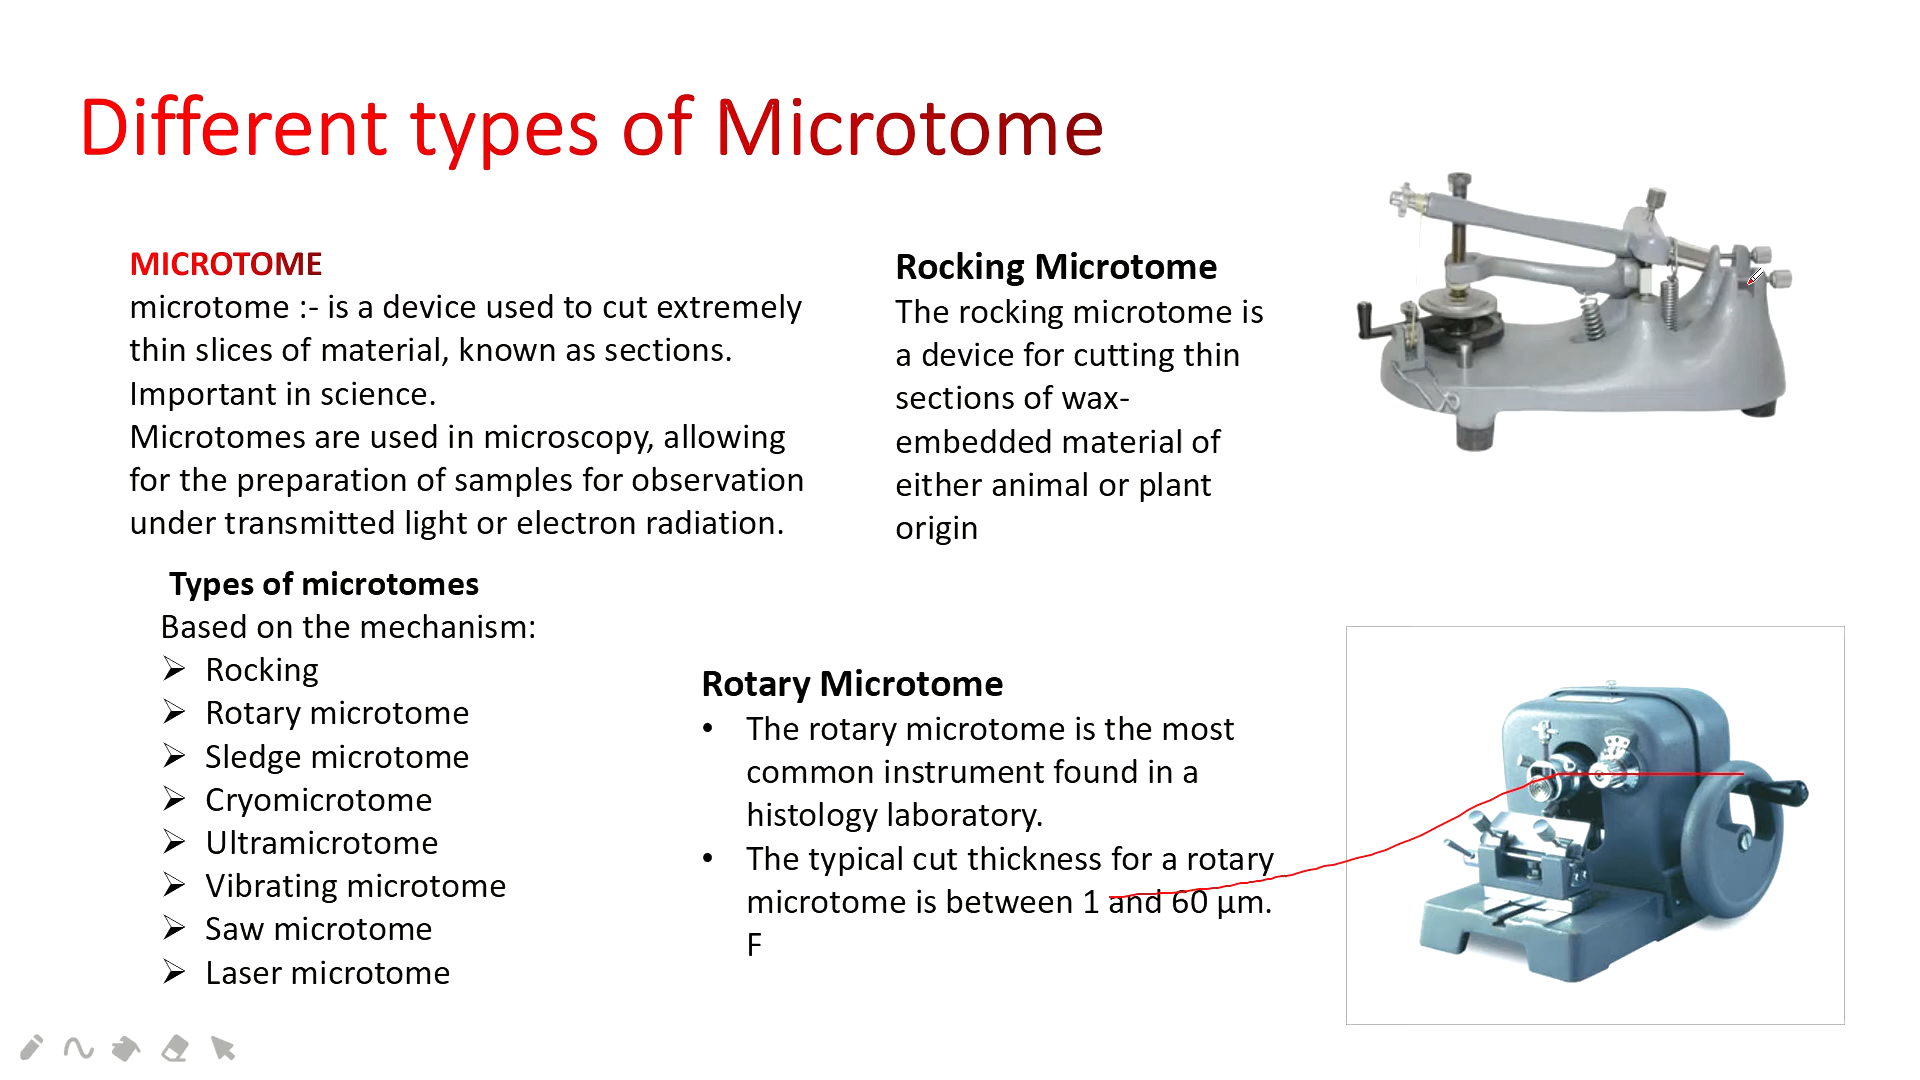 Different types of Microtome
MICROTOME
microtome :- is a device used to cut extremely
thin slices of material, known as sections.
Important in science.
Microtomes are used in microscopy, allowing
for the preparation of samples for observation
under transmitted light or electron radiation.
Types of microtomes
Based on the mechanism:
➢ Rocking
➢ Rotary microtome
➢ Sledge microtome
➢ Cryomicrotome
➢ Ultramicrotome
➢ Vibrating microtome
➢ Saw microtome
➢ Laser microtome
Rocking Microtome
The rocking microtome is
a device for cutting thin
sections of wax-
embedded material of
either animal or plant
origin
Rotary Microtome
• The rotary microtome is the most
common instrument found in a
histology laboratory.
• The typical cut thickness for a rotary
microtome is between 1 and 60 μm.
F